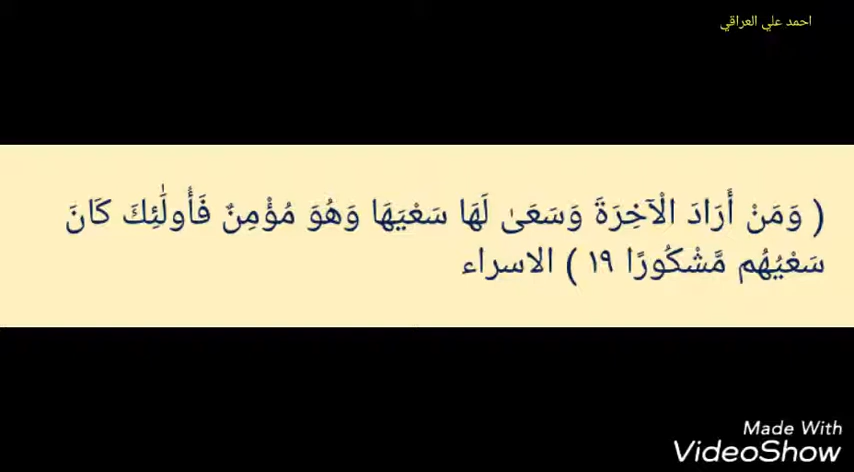 احمد علي العراقي
( وَمَنْ أَرَادَ الْآخِرَةَ وَسَعَىٰ لَهَا سَعْيَهَا وَهُوَ مُؤْمِنٌ فَأُولَٰئِكَ كَانَ
سَعْيُهُم مَّشْكُورًا ١٩ ) الاسراء
Made With
VideoShow